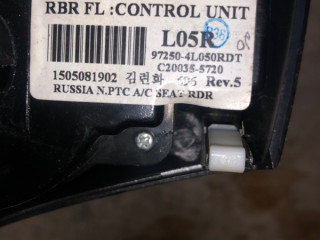 RBR FL :CONTROL UNIT
L05R
97250-4L050RDT
C20035-5720
1505081902 김련화 Rev.5
RUSSIA N.PTC A/C SEAT RDR